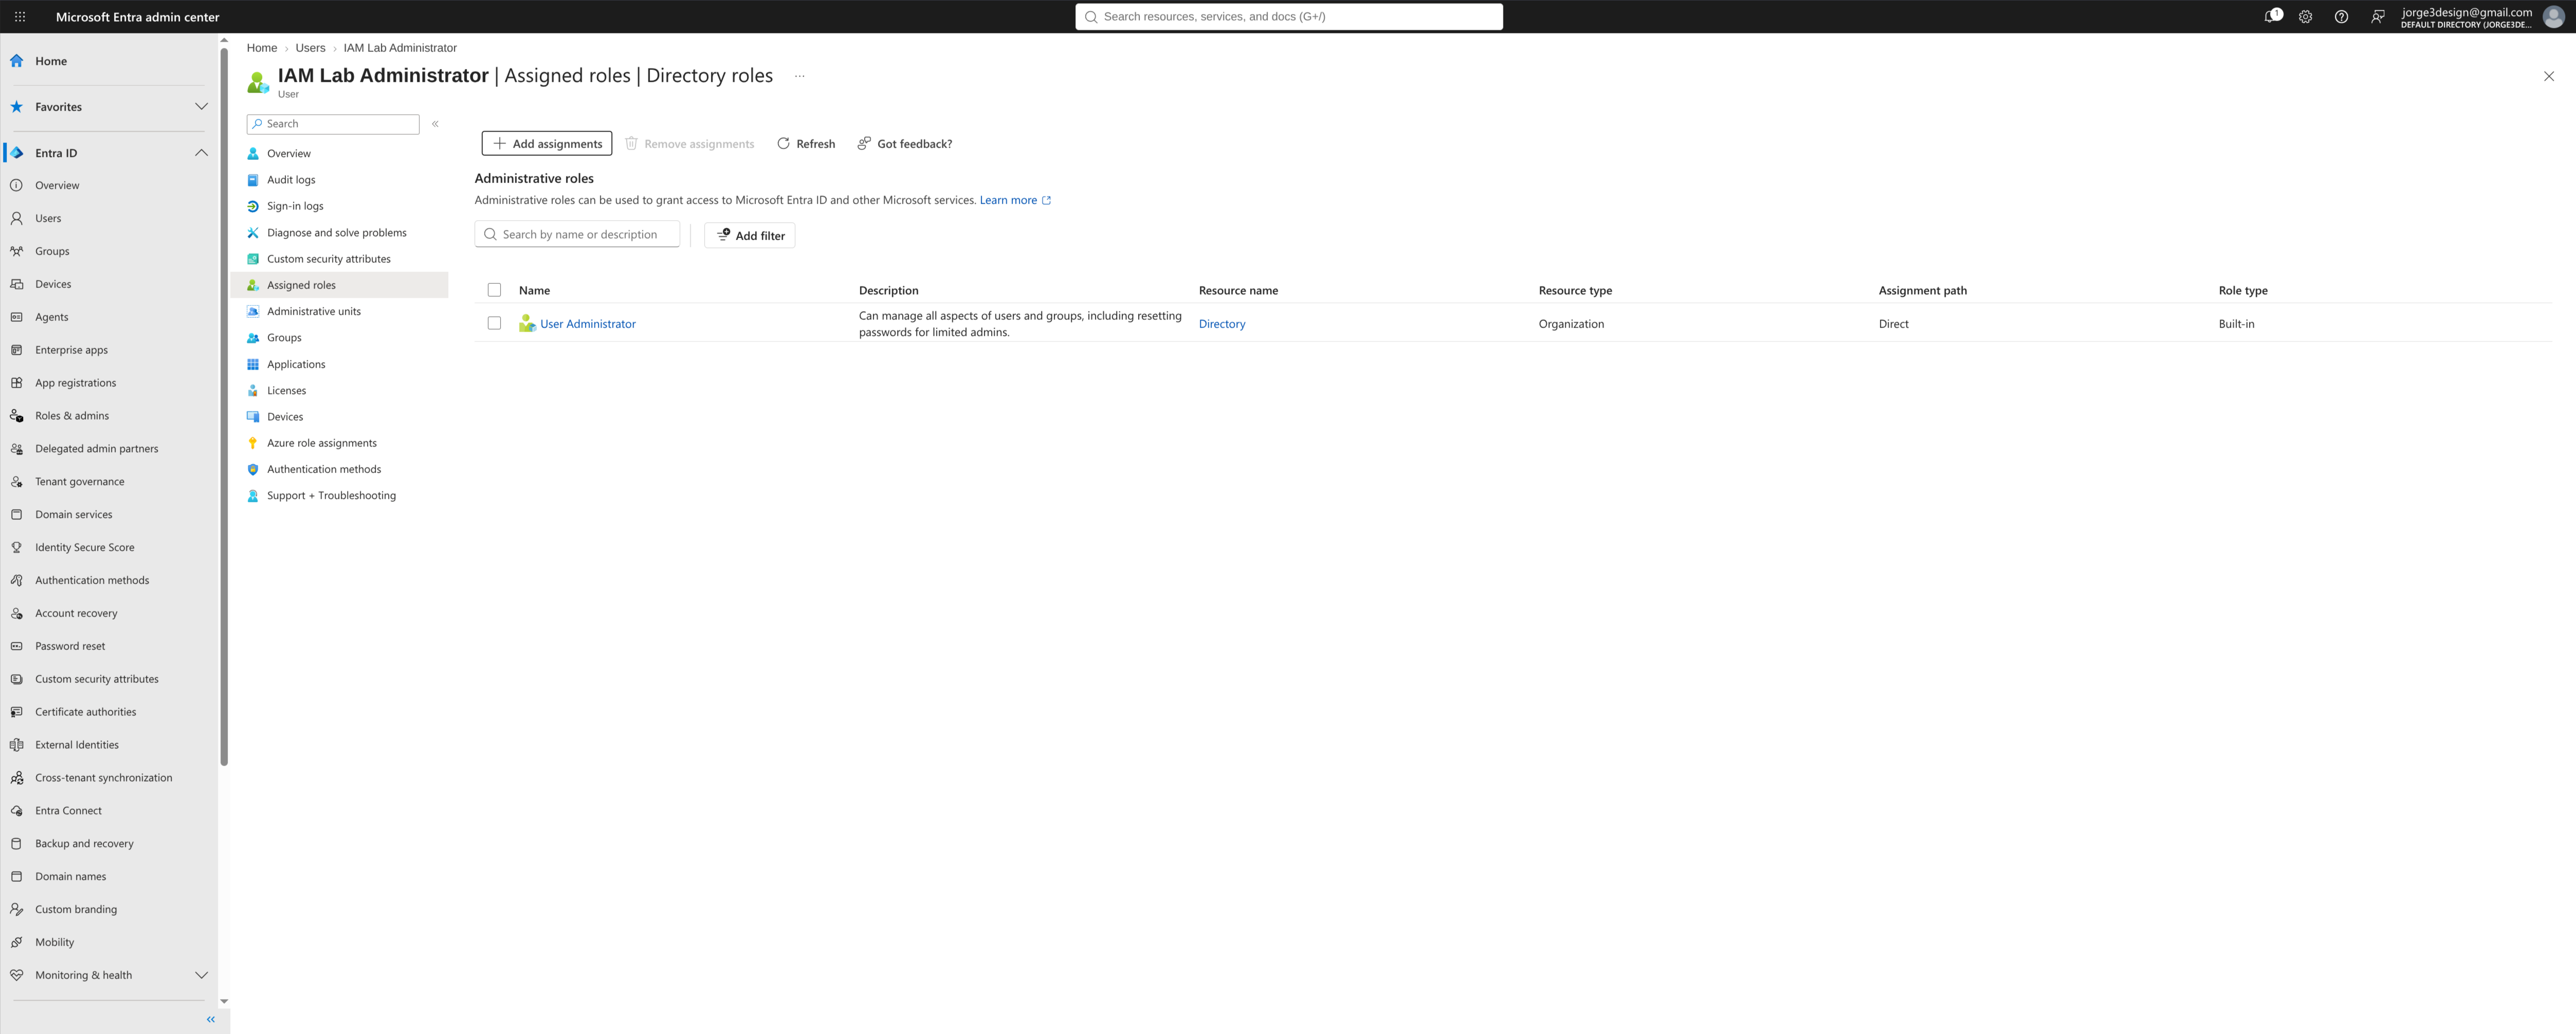 Microsoft Entra admin center
Search resources, services, and docs (G+/)
1
jorge3design@gmail.com
DEFAULT DIRECTORY (JORGE3DE...
Home
Favorites
Entra ID
Overview
Users
Groups
Devices
Agents
Enterprise apps
App registrations
Roles & admins
Delegated admin partners
Tenant governance
Domain services
Identity Secure Score
Authentication methods
Account recovery
Password reset
Custom security attributes
Certificate authorities
External Identities
Cross-tenant synchronization
Entra Connect
Backup and recovery
Domain names
Custom branding
Mobility
Monitoring & health
Home > Users > IAM Lab Administrator
IAM Lab Administrator | Assigned roles | Directory roles ...
User
Search
Overview
Audit logs
Sign-in logs
Diagnose and solve problems
Custom security attributes
Assigned roles
Administrative units
Groups
Applications
Licenses
Devices
Azure role assignments
Authentication methods
Support + Troubleshooting
Add assignments Remove assignments Refresh Got feedback?
Administrative roles
Administrative roles can be used to grant access to Microsoft Entra ID and other Microsoft services. Learn more
Search by name or description Add filter
Name Description Resource name Resource type Assignment path Role type
User Administrator Can manage all aspects of users and groups, including resetting Directory Organization Direct Built-in
passwords for limited admins.